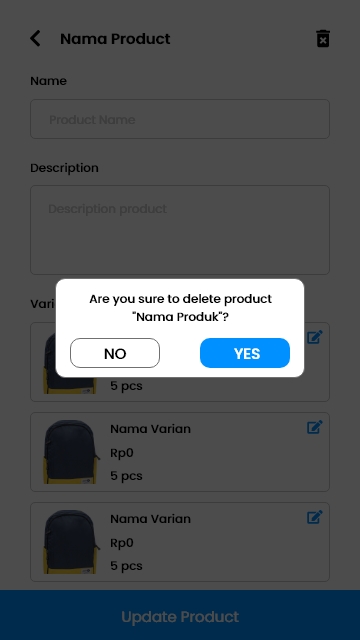 Nama Product
Name
Product Name
Description
Description product
Vari
Are you sure to delete product
"Nama Produk"?
NO
YES
5 pcs
Nama Varian
Rp0
5 pcs
Nama Varian
Rp0
5 pcs
Update Product